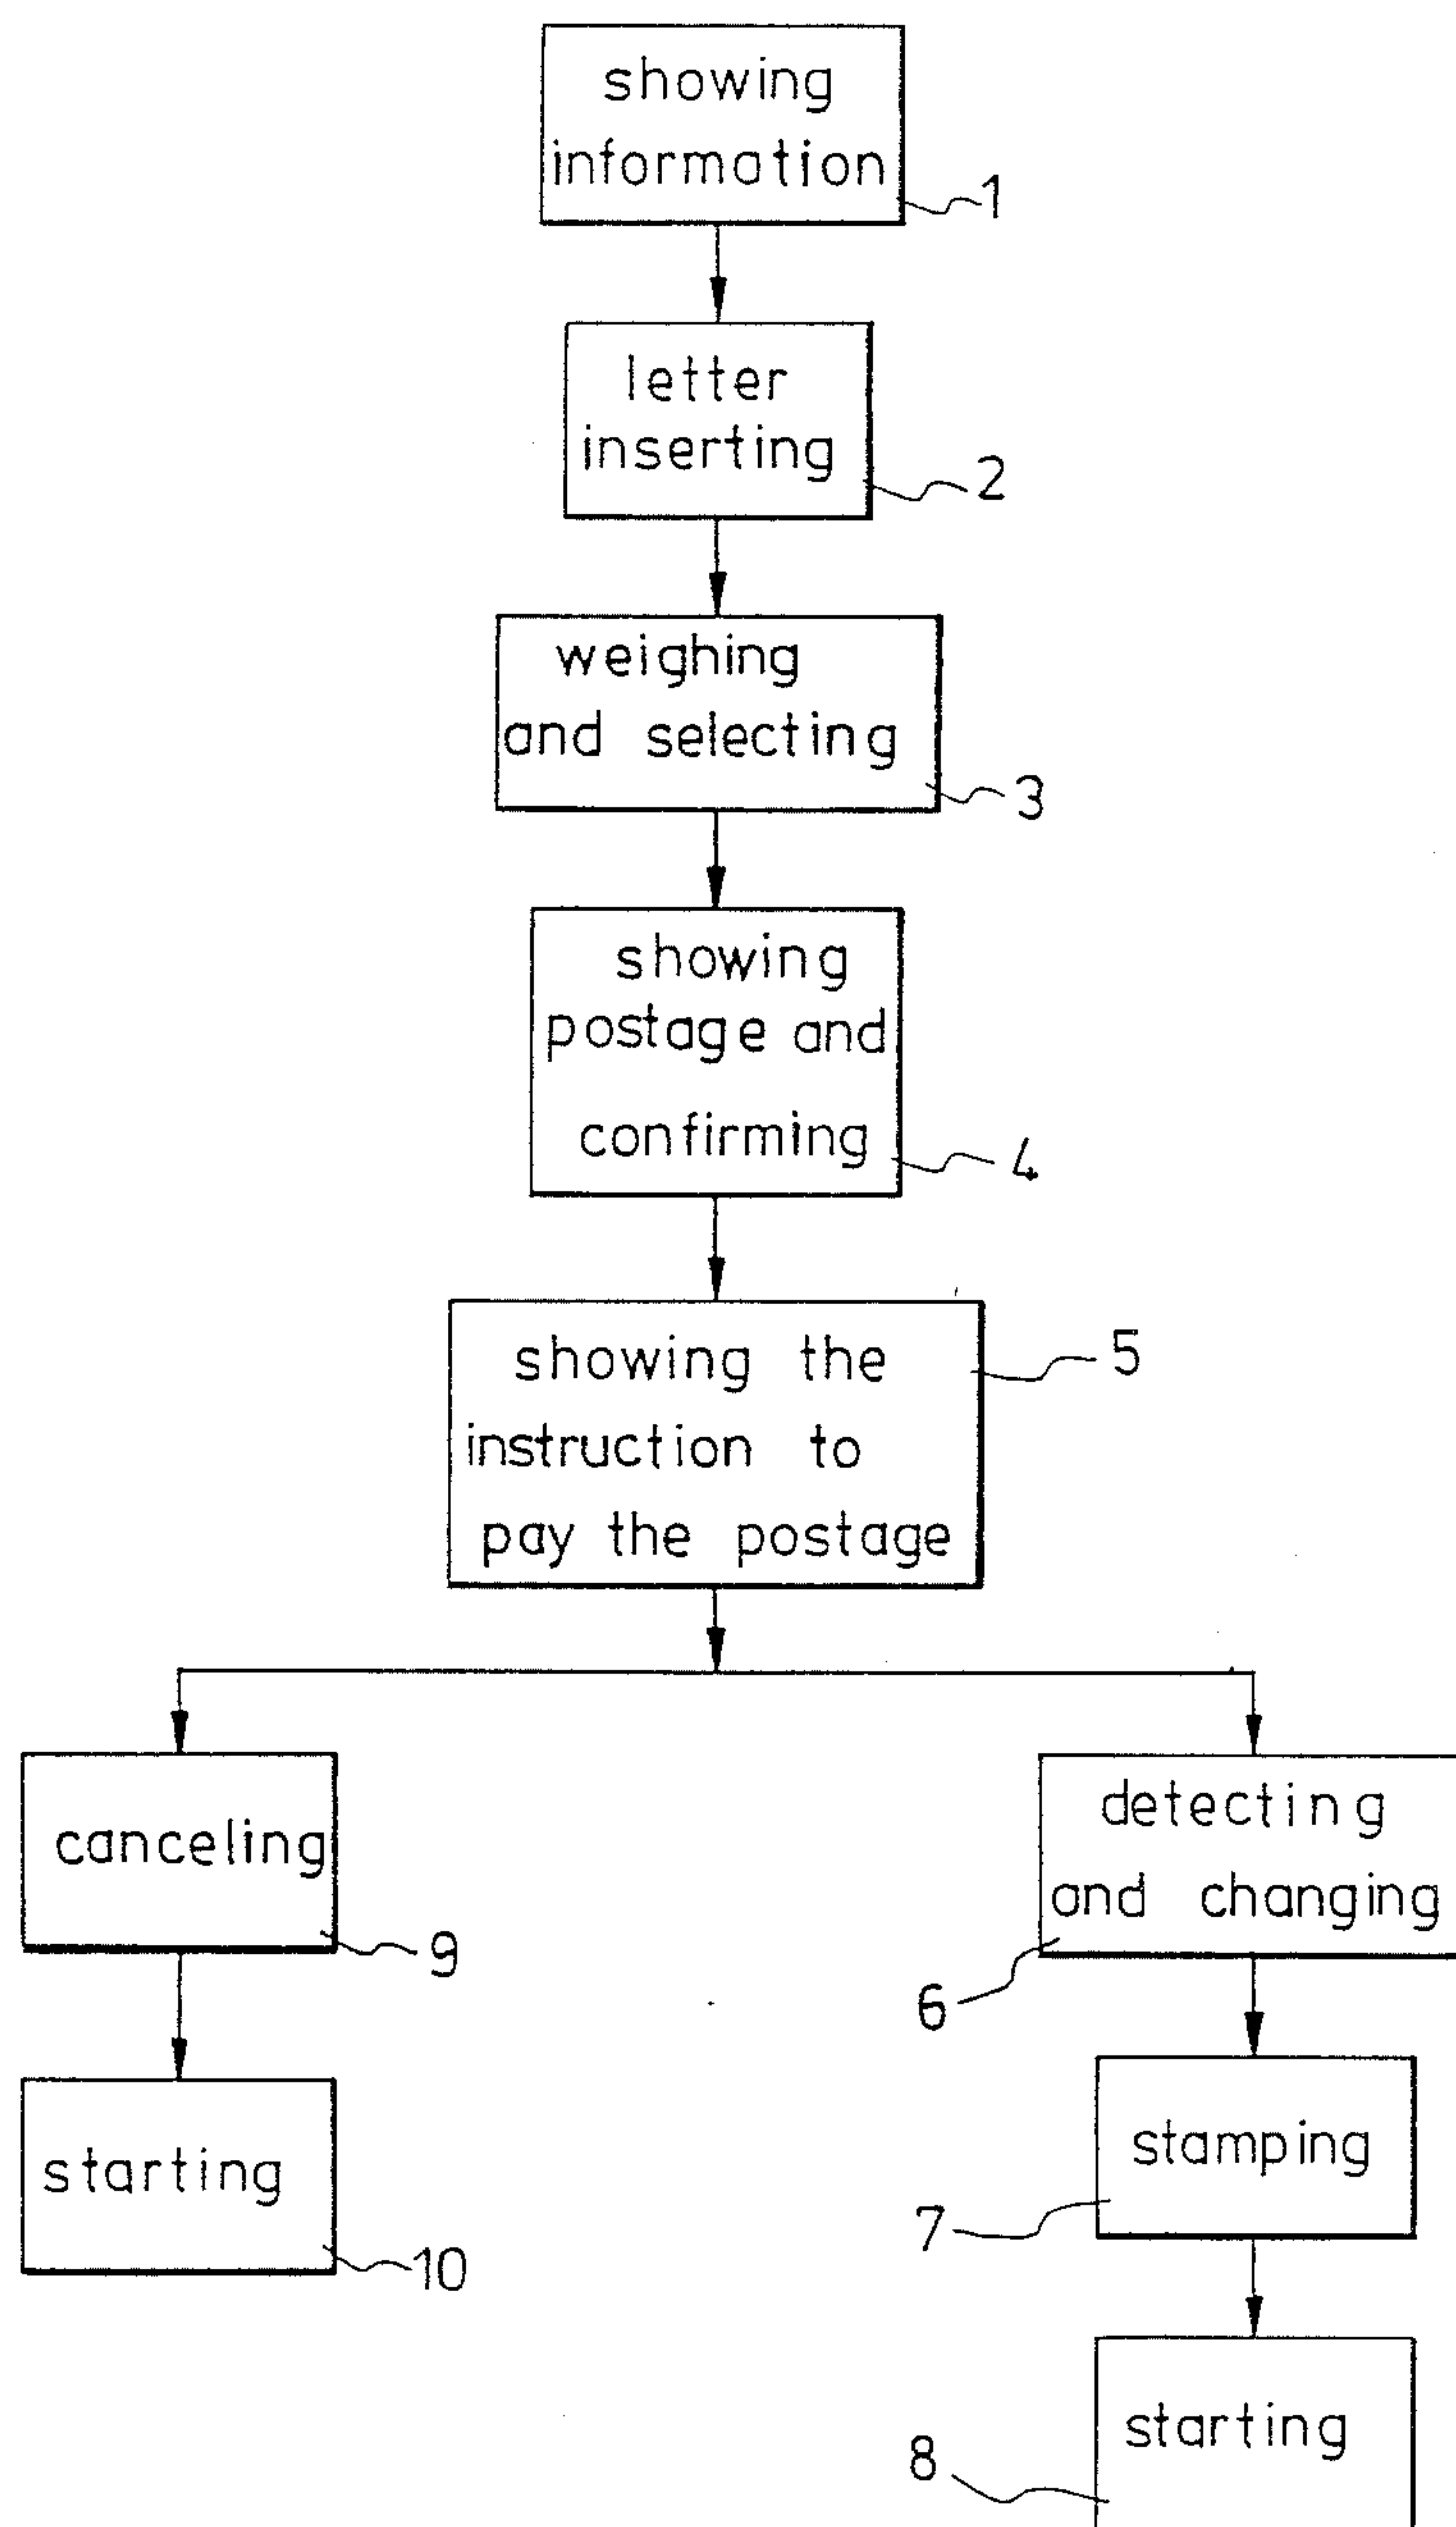 showing
information
1
letter
inserting
2
weighing
and selecting
3
showing
postage and
confirming
4
showing the
instruction to
pay the postage
5
canceling
9
starting
10
detecting
and changing
6
stamping
7
starting
8